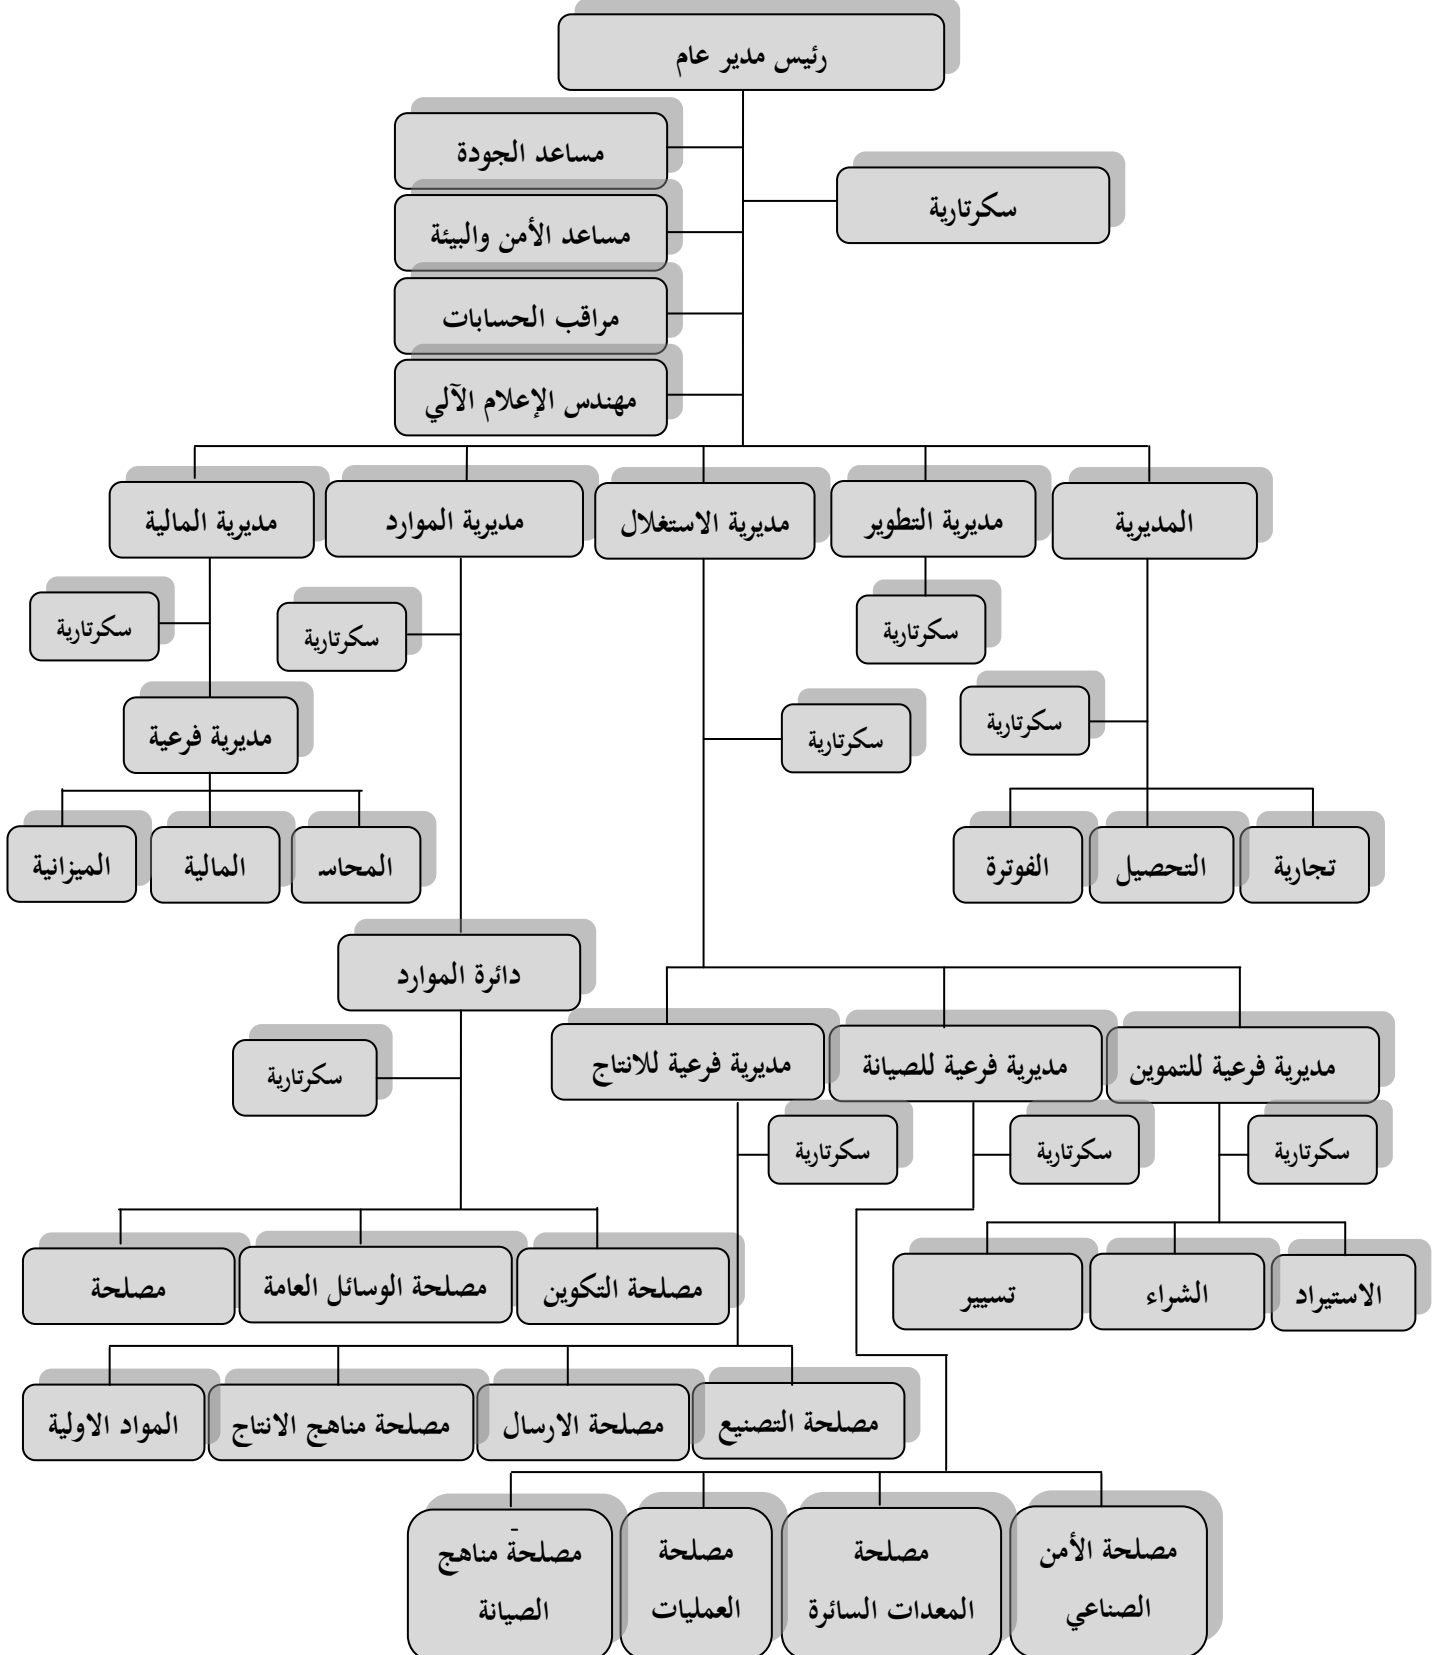 رئيس مدير عام
مساعد الجودة
سكرتارية
مساعد الأمن والبيئة
مراقب الحسابات
مهندس الإعلام الآلي
المديرية
مديرية التطوير
مديرية الاستغلال
مديرية الموارد
مديرية المالية
سكرتارية
سكرتارية
سكرتارية
سكرتارية
سكرتارية
مديرية فرعية
تجارية
التحصيل
الفوترة
المحاس
المالية
الميزانية
دائرة الموارد
مديرية فرعية للتموين
مديرية فرعية للصيانة
مديرية فرعية للانتاج
سكرتارية
سكرتارية
سكرتارية
سكرتارية
الاستيراد
الشراء
تسيير
مصلحة التكوين
مصلحة الوسائل العامة
مصلحة
مصلحة التصنيع
مصلحة الارسال
مصلحة مناهج الانتاج
المواد الاولية
مصلحة الأمن
الصناعي
مصلحة
المعدات السائرة
مصلحة
العمليات
مصلحة مناهج
الصيانة